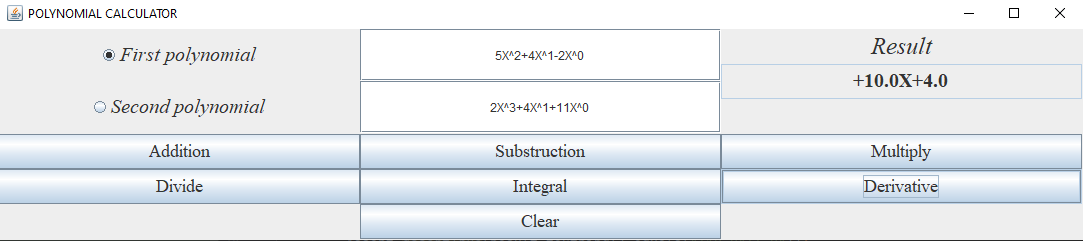 POLYNOMIAL CALCULATOR
First polynomial
5X^2+4X^1-2X^0
Result
+10.0X+4.0
Second polynomial
2X^3+4X^1+11X^0
Addition
Substruction
Multiply
Divide
Integral
Derivative
Clear